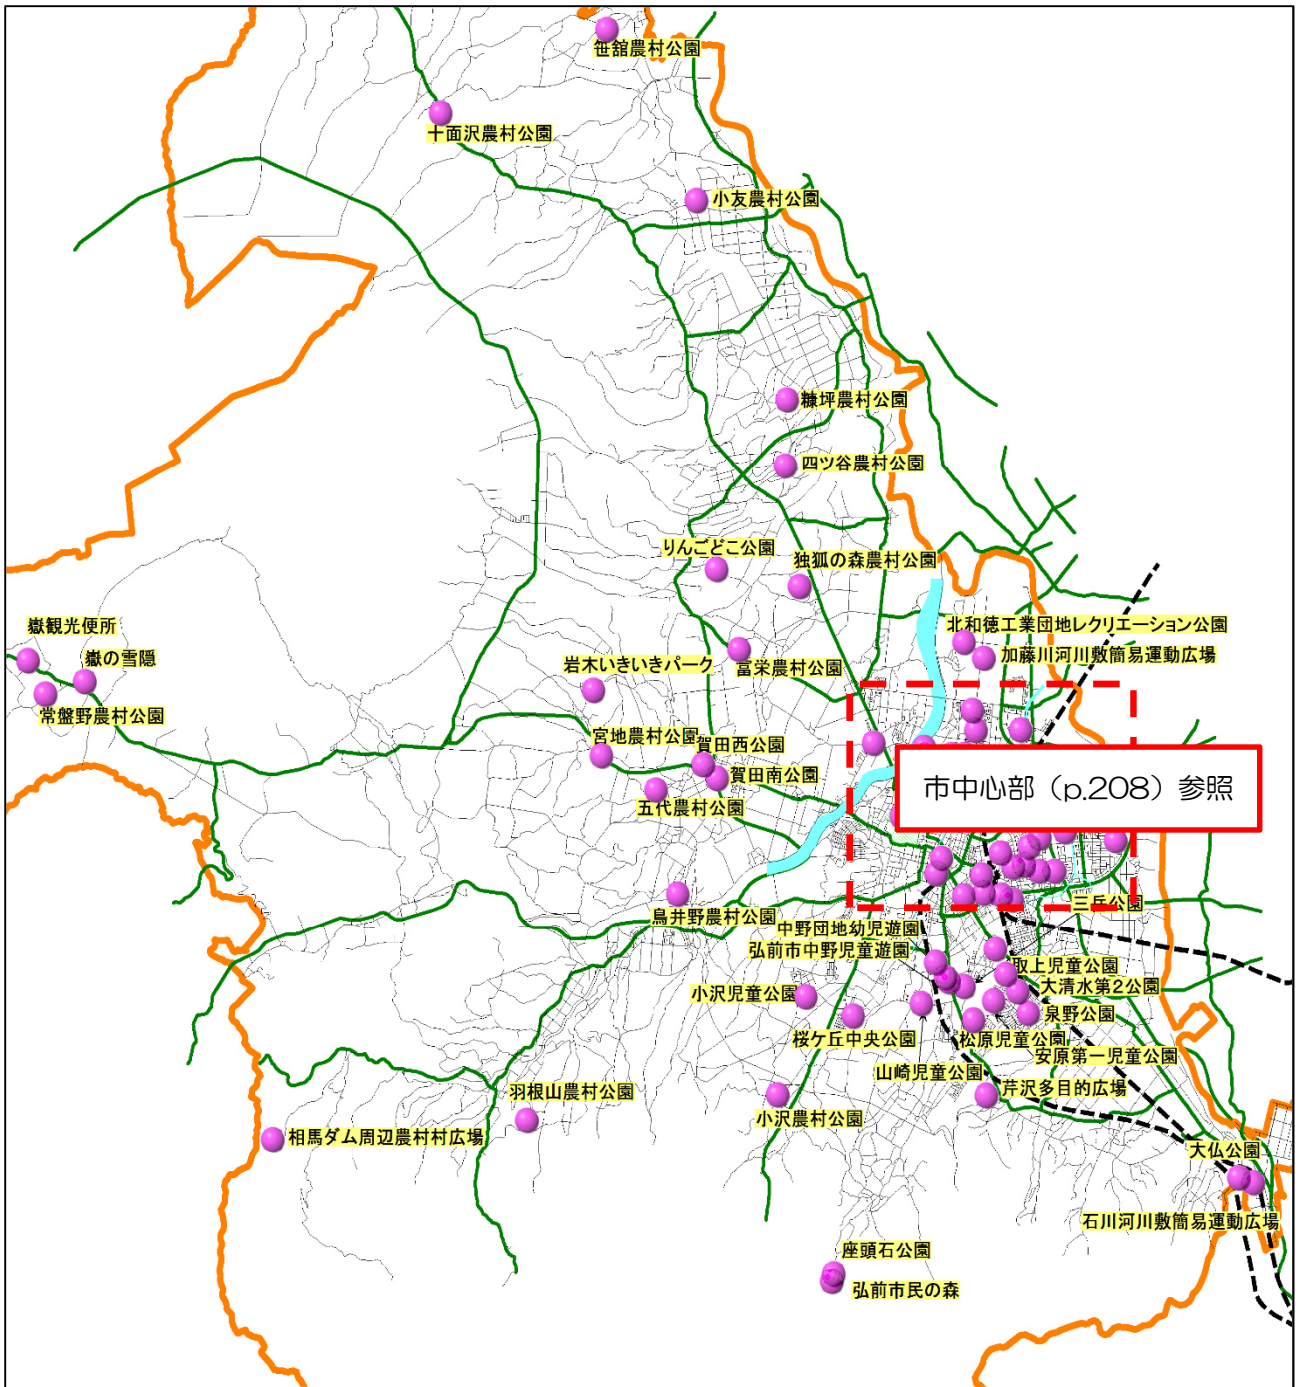 笹舘農村公園
十面沢農村公園
小友農村公園
糠坪農村公園
四ツ谷農村公園
りんごどこ公園
独狐の森農村公園
嶽観光便所
嶽の雪隠
常盤野農村公園
北和徳工業団地レクリエーション公園
加藤川河川敷簡易運動広場
岩木いきいきパーク
富栄農村公園
宮地農村公園
賀田西公園
賀田南公園
五代農村公園
市中心部（p.208）参照
鳥井野農村公園
三岳公園
中野団地幼児遊園
弘前市中野児童遊園
取上児童公園
小沢児童公園
大清水第2公園
泉野公園
桜ケ丘中央公園
松原児童公園
安原第一児童公園
山崎児童公園
芹沢多目的広場
羽根山農村公園
小沢農村公園
相馬ダム周辺農村村広場
大仏公園
石川河川敷簡易運動広場
座頭石公園
弘前市民の森